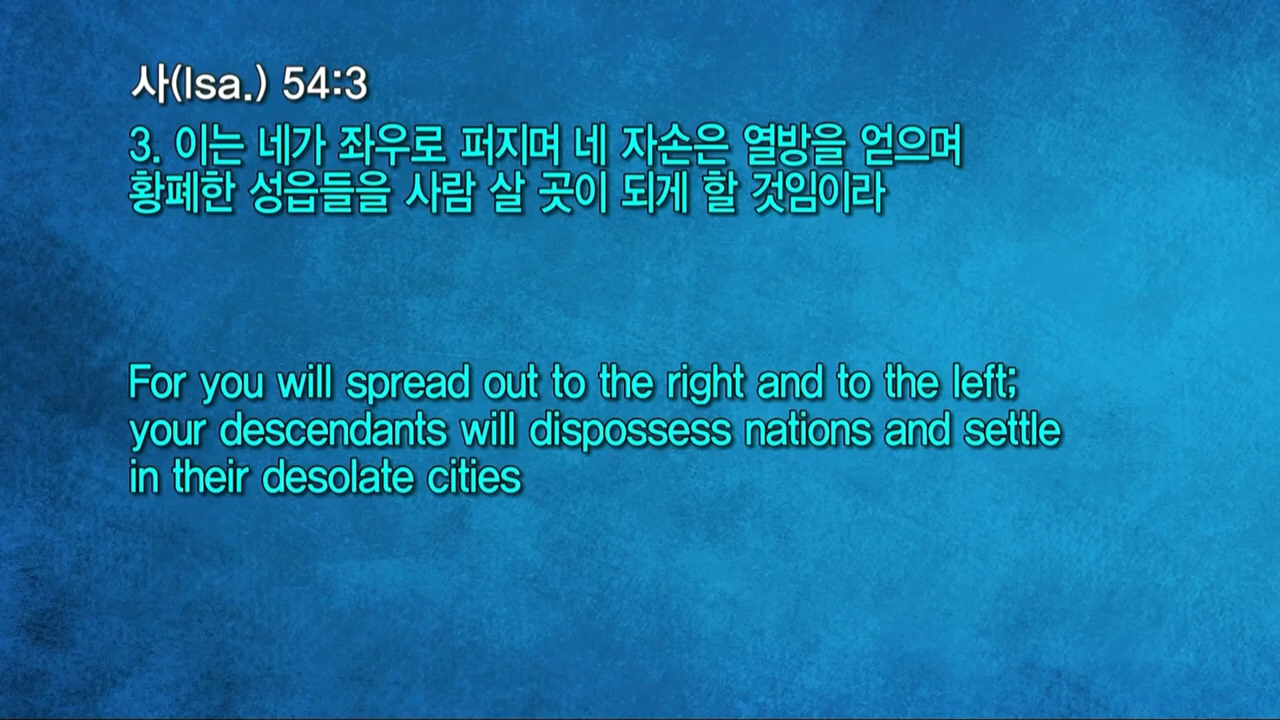 사(Isa.) 54:3
3. 이는 네가 좌우로 퍼지며 네 자손은 열방을 얻으며
황폐한 성읍들을 사람 살 곳이 되게 할 것임이라
For you will spread out to the right and to the left;
your descendants will dispossess nations and settle
in their desolate cities